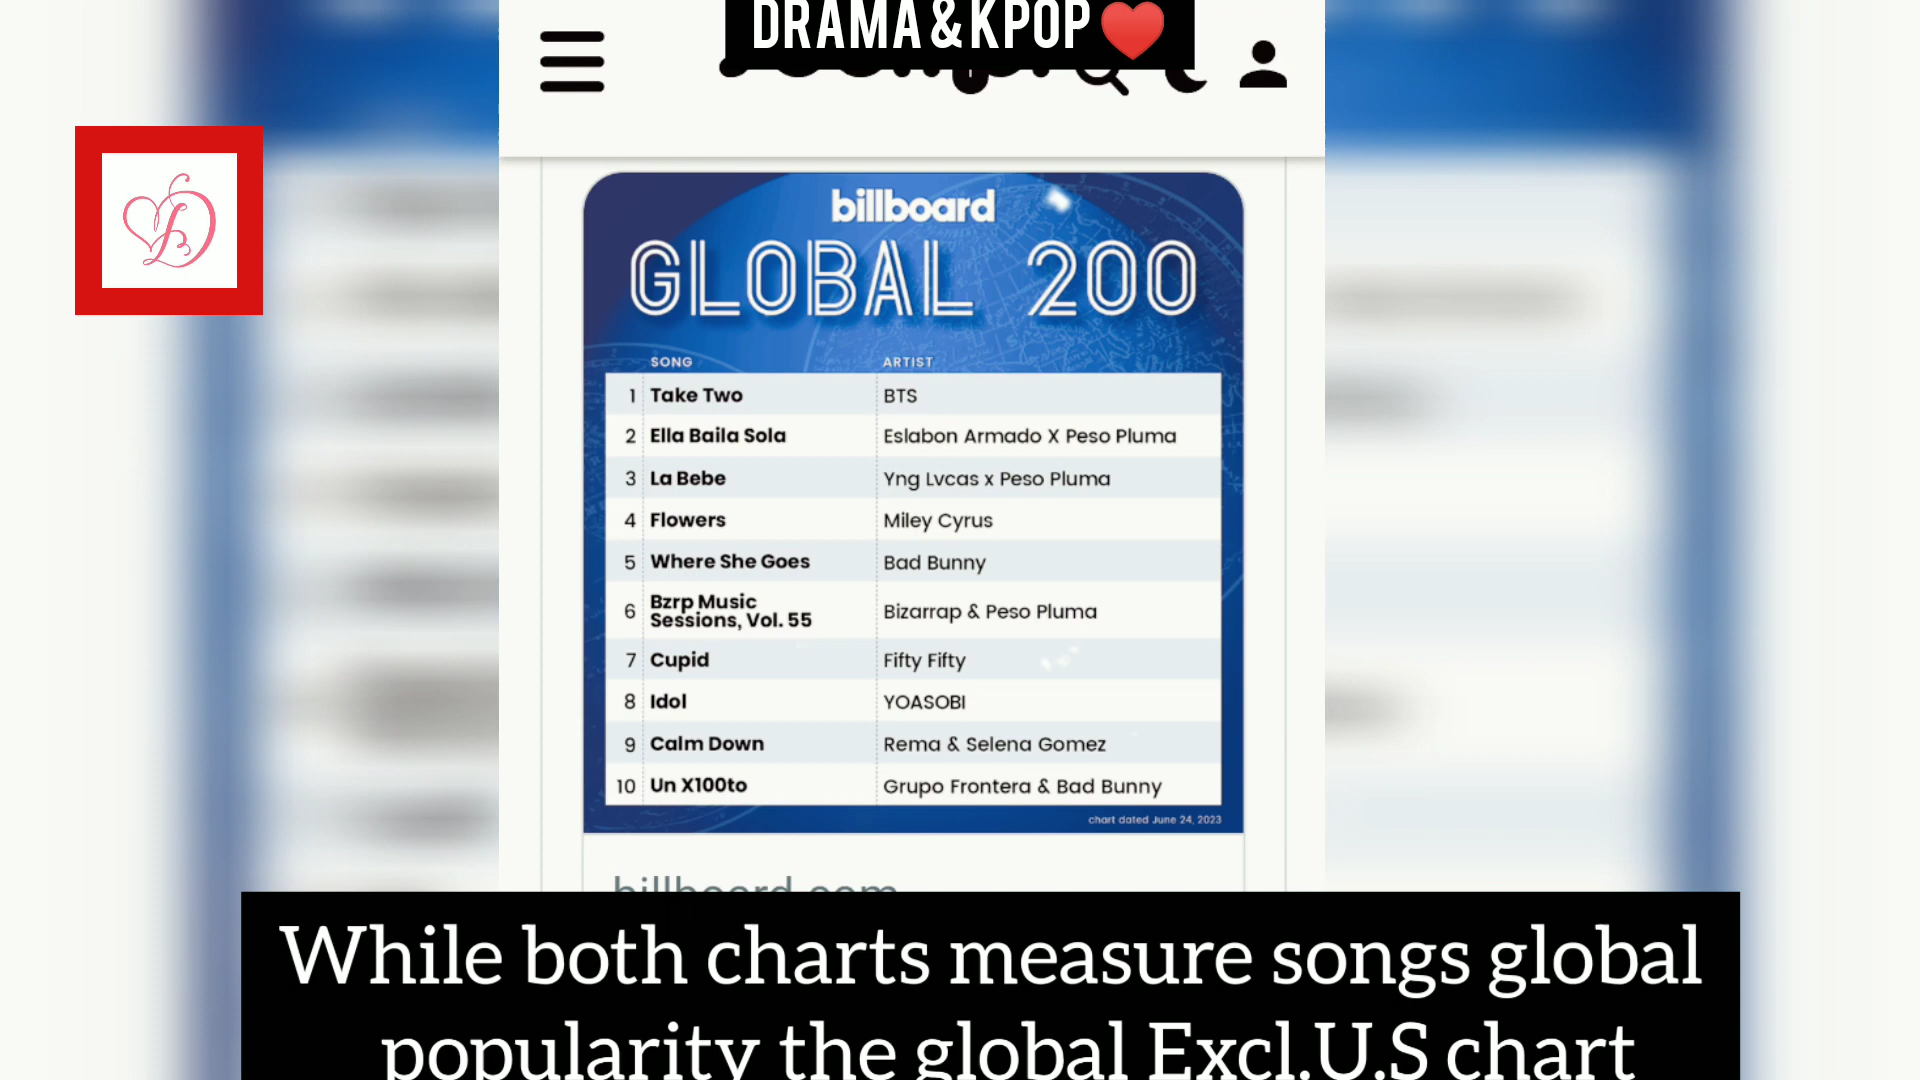 DRAMA & KPOP
billboard
GLOBAL 200
SONG ARTIST
1 Take Two BTS
2 Ella Baila Sola Eslabon Armado X Peso Pluma
3 La Bebe Yng Lvcas x Peso Pluma
4 Flowers Miley Cyrus
5 Where She Goes Bad Bunny
6 Bzrp Music
Sessions, Vol. 55 Bizarrap & Peso Pluma
7 Cupid Fifty Fifty
8 Idol YOASOBI
9 Calm Down Rema & Selena Gomez
10 Un X100to Grupo Frontera & Bad Bunny
chart dated June 24, 2023
billboard.com
While both charts measure songs global
popularity the global Excl.U.S chart